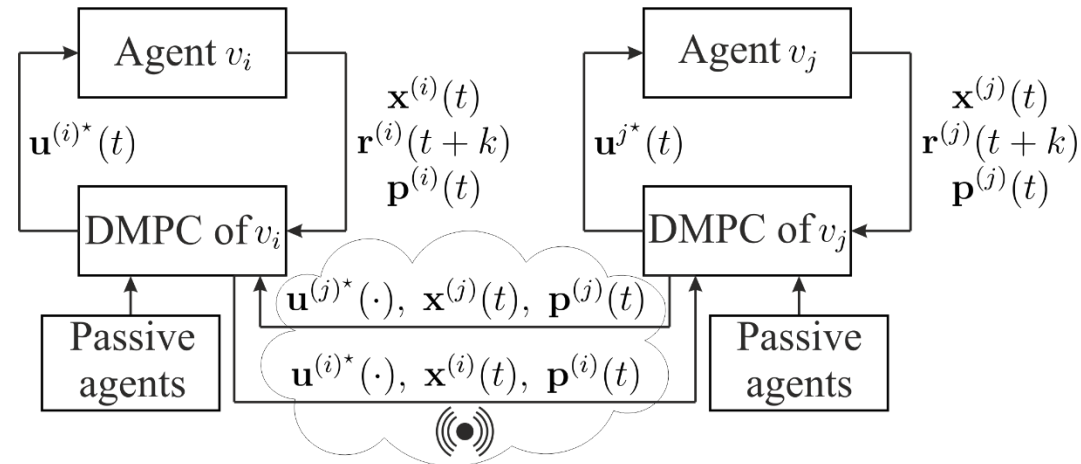 Agent v_i
u^{(i)⋆}(t)
x^{(i)}(t)
r^{(i)}(t + k)
p^{(i)}(t)
DMPC of v_i
Passive
agents
Agent v_j
u^{j⋆}(t)
x^{(j)}(t)
r^{(j)}(t + k)
p^{(j)}(t)
DMPC of v_j
Passive
agents
u^{(j)⋆}(·), x^{(j)}(t), p^{(j)}(t)
u^{(i)⋆}(·), x^{(i)}(t), p^{(i)}(t)